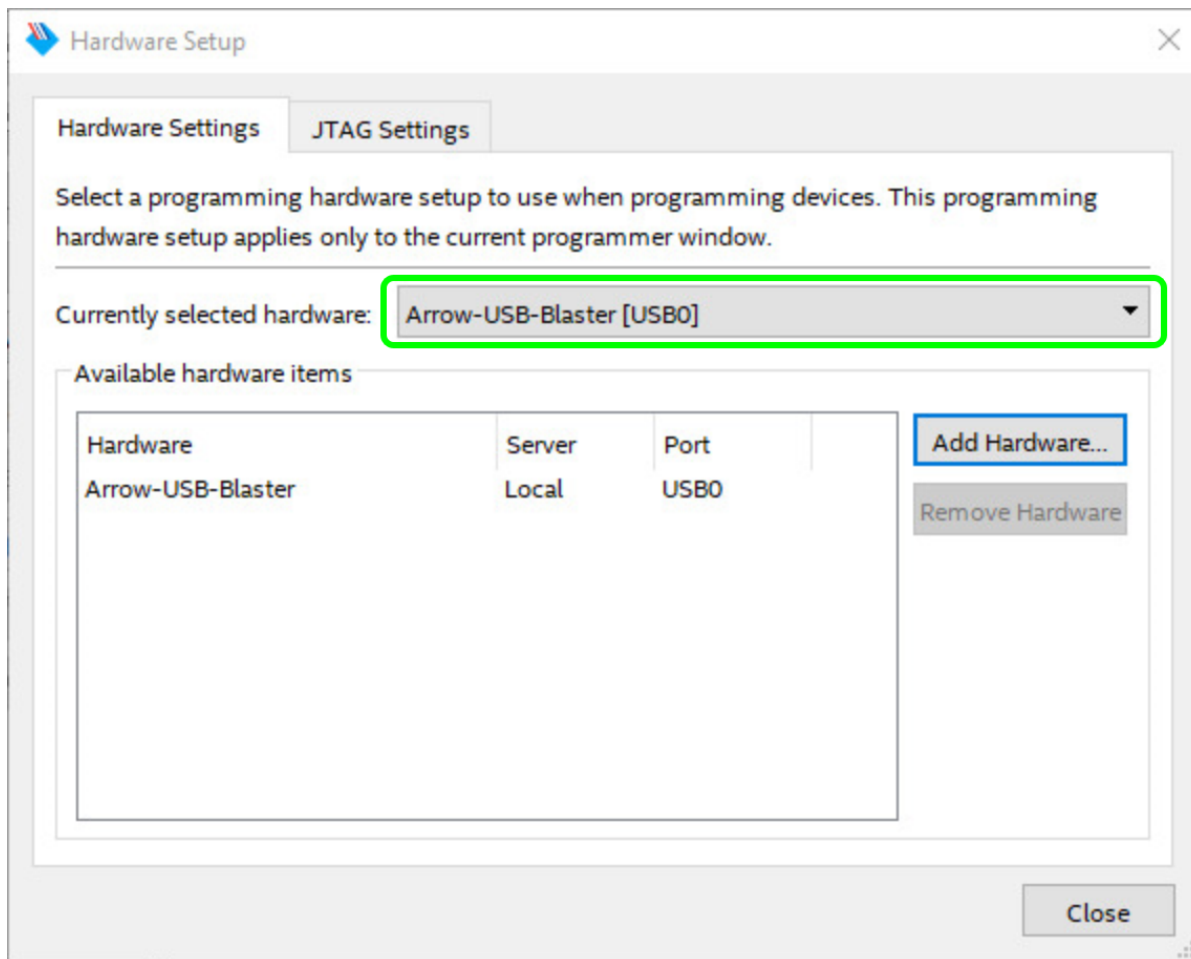 Hardware Setup
Hardware Settings
JTAG Settings
Select a programming hardware setup to use when programming devices. This programming
hardware setup applies only to the current programmer window.
Currently selected hardware: Arrow-USB-Blaster [USB0]
Available hardware items
Hardware Server Port
Arrow-USB-Blaster Local USB0
Add Hardware...
Remove Hardware
Close